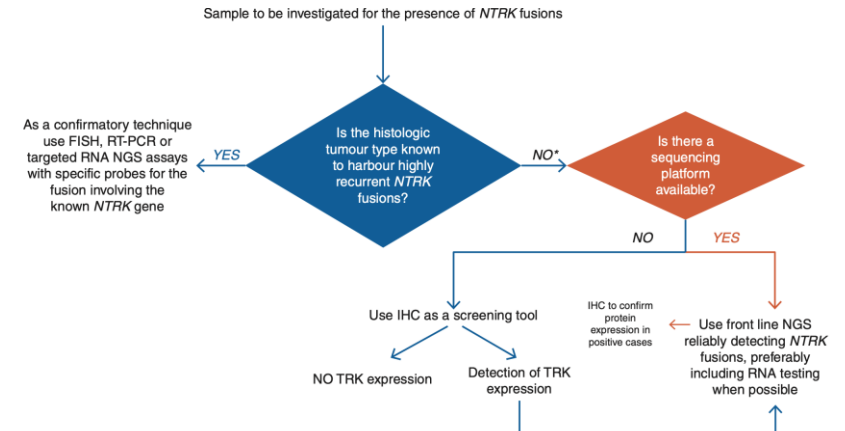 Sample to be investigated for the presence of NTRK fusions
As a confirmatory technique
use FISH, RT-PCR or
targeted RNA NGS assays
with specific probes for the
fusion involving the
known NTRK gene
YES
Is the histologic
tumour type known
to harbour highly
recurrent NTRK
fusions?
NO*
Is there a
sequencing
platform
available?
NO
YES
Use IHC as a screening tool
NO TRK expression
Detection of TRK
expression
IHC to confirm
protein
expression in
positive cases
Use front line NGS
reliably detecting NTRK
fusions, preferably
including RNA testing
when possible